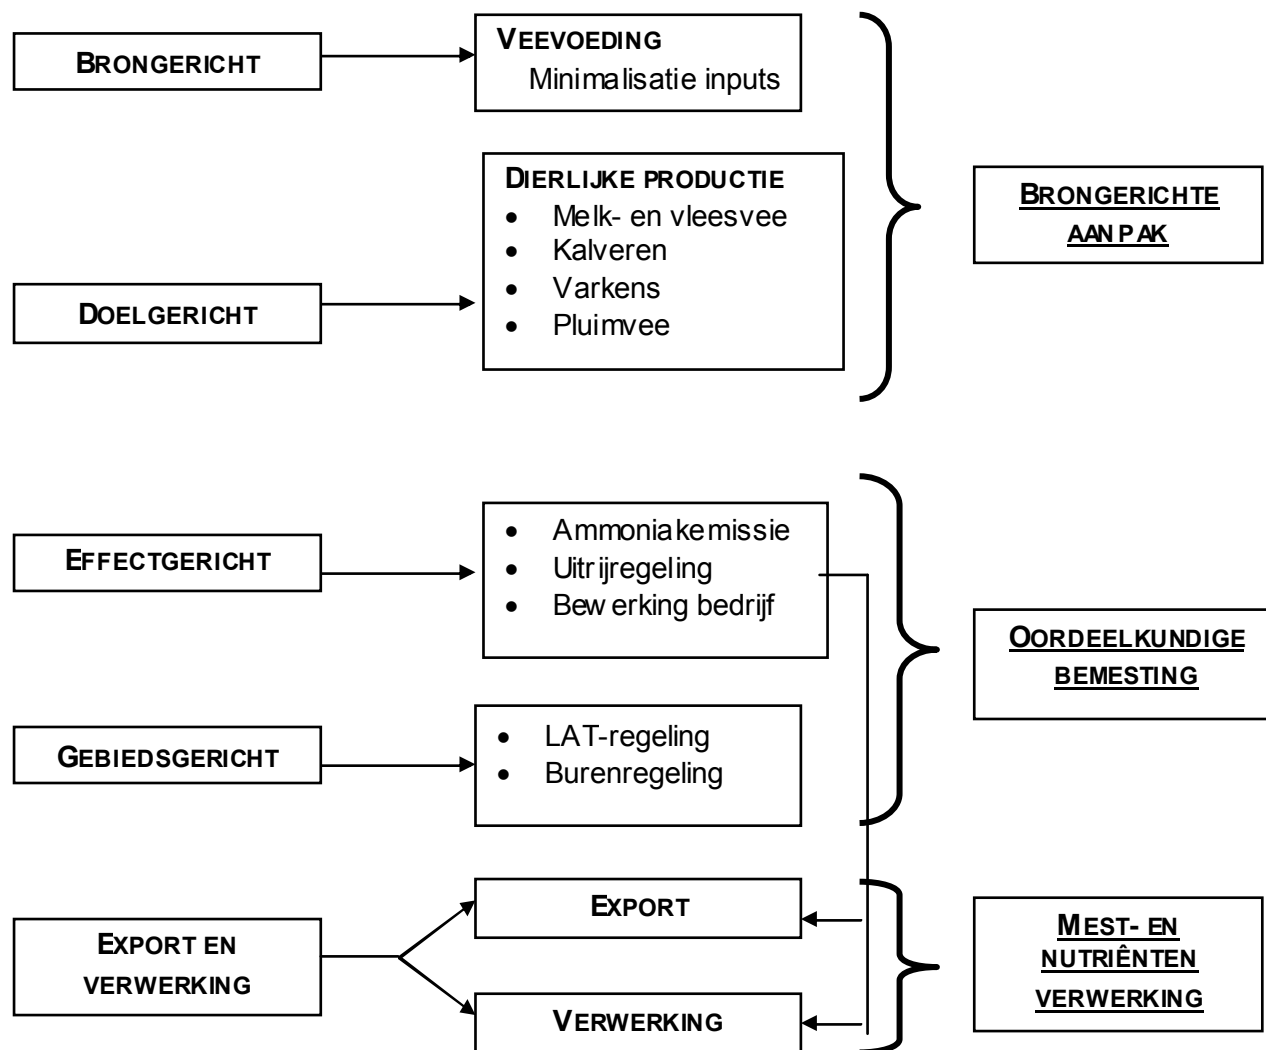 BRONGERICHT
VEEVOEDING
Minimalisatie inputs
DOELGERICHT
DIERLIJKE PRODUCTIE
• Melk- en vleesvee
• Kalveren
• Varkens
• Pluimvee
BRONGERICHTE
AANPAK
EFFECTGERICHT
• Ammoniakemissie
• Uitrijregeling
• Bewerking bedrijf
GEBIEDSGERICHT
• LAT-regeling
• Burenregeling
OORDEELKUNDIGE
BEMESTING
EXPORT EN
VERWERKING
EXPORT
VERWERKING
MEST- EN
NUTRIÊNTEN
VERWERKING